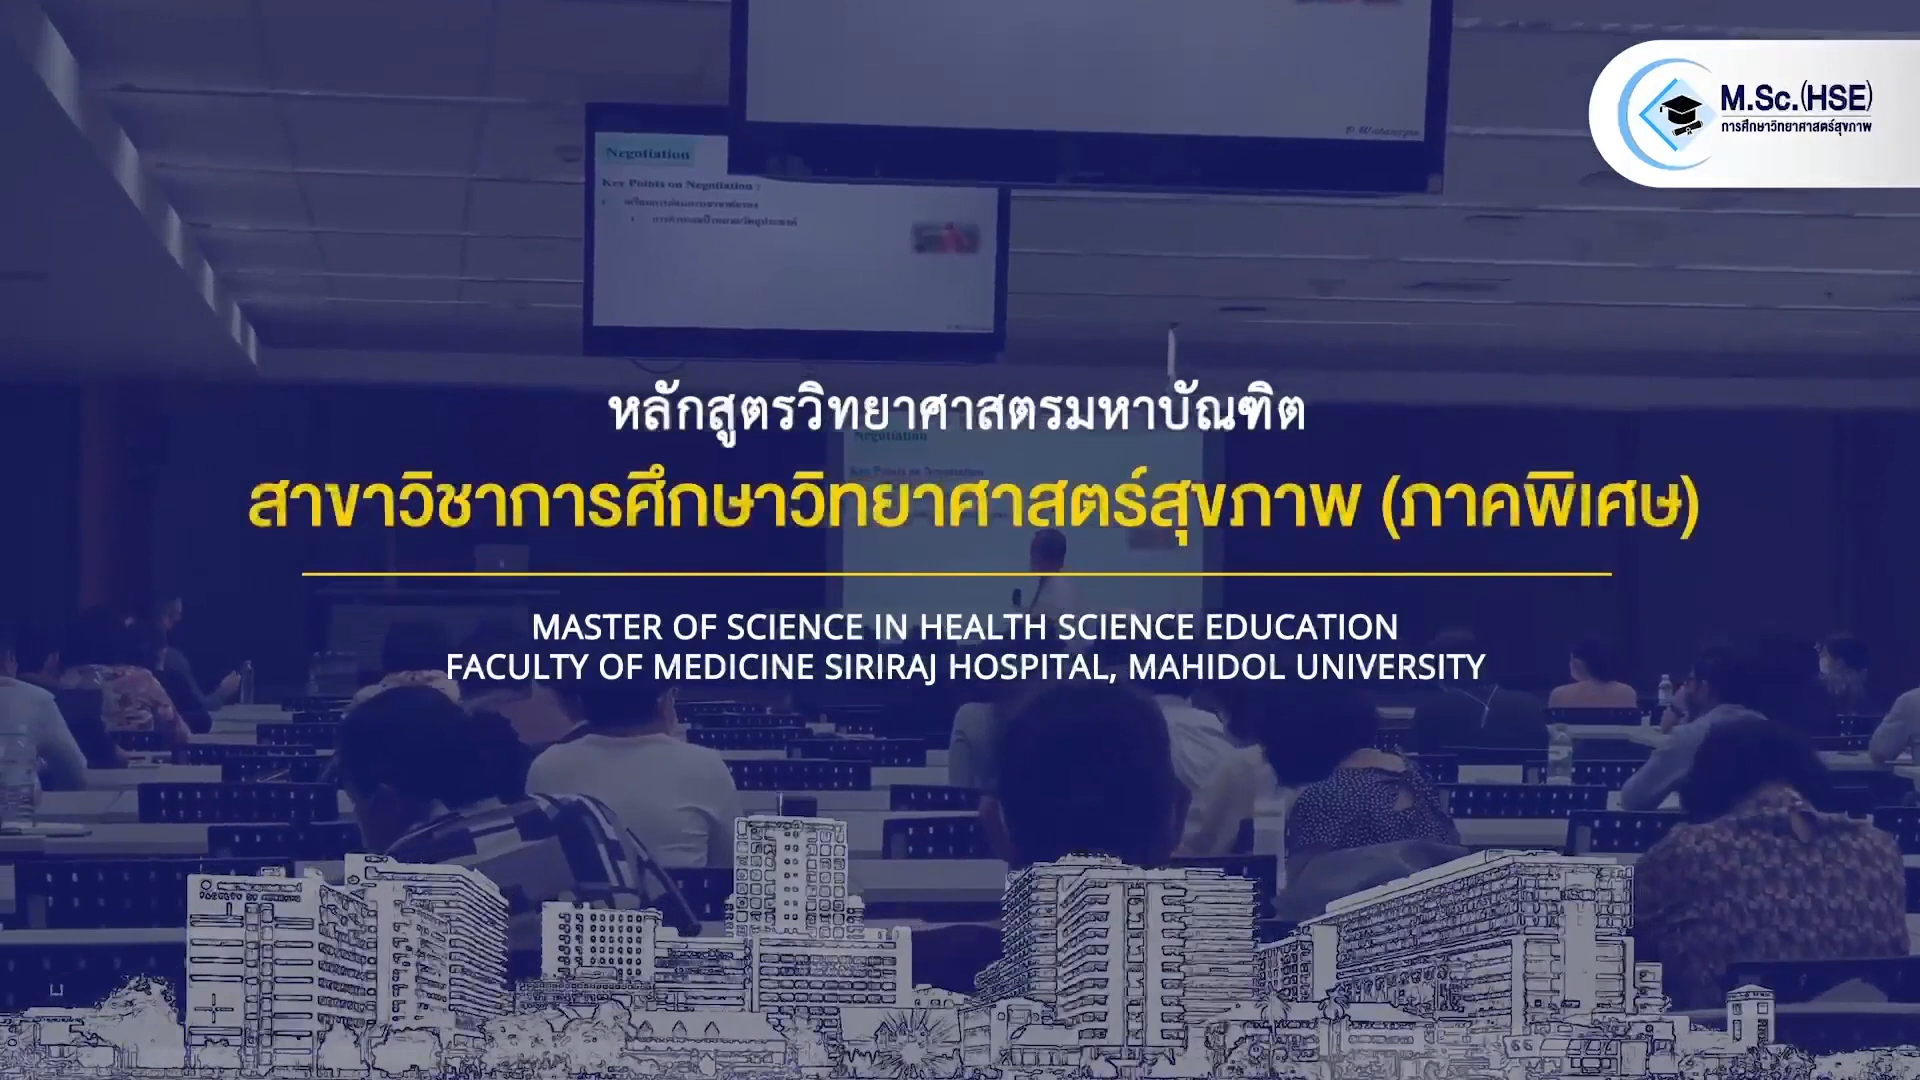 M.Sc.(HSE)
การศึกษาวิทยาศาสตร์สุขภาพ
Negotiation
Key Points on Negotiation :
หลักสูตรวิทยาศาสตรมหาบัณฑิต
Negotiation
Key Points on Negotiation
สาขาวิชาการศึกษาวิทยาศาสตร์สุขภาพ (ภาคพิเศษ)
MASTER OF SCIENCE IN HEALTH SCIENCE EDUCATION
FACULTY OF MEDICINE SIRIRAJ HOSPITAL, MAHIDOL UNIVERSITY